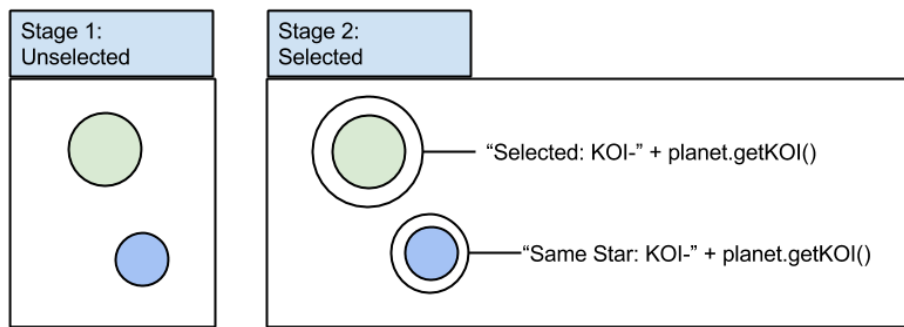 Stage 1:
Unselected
Stage 2:
Selected
“Selected: KOI-” + planet.getKOI()
“Same Star: KOI-” + planet.getKOI()